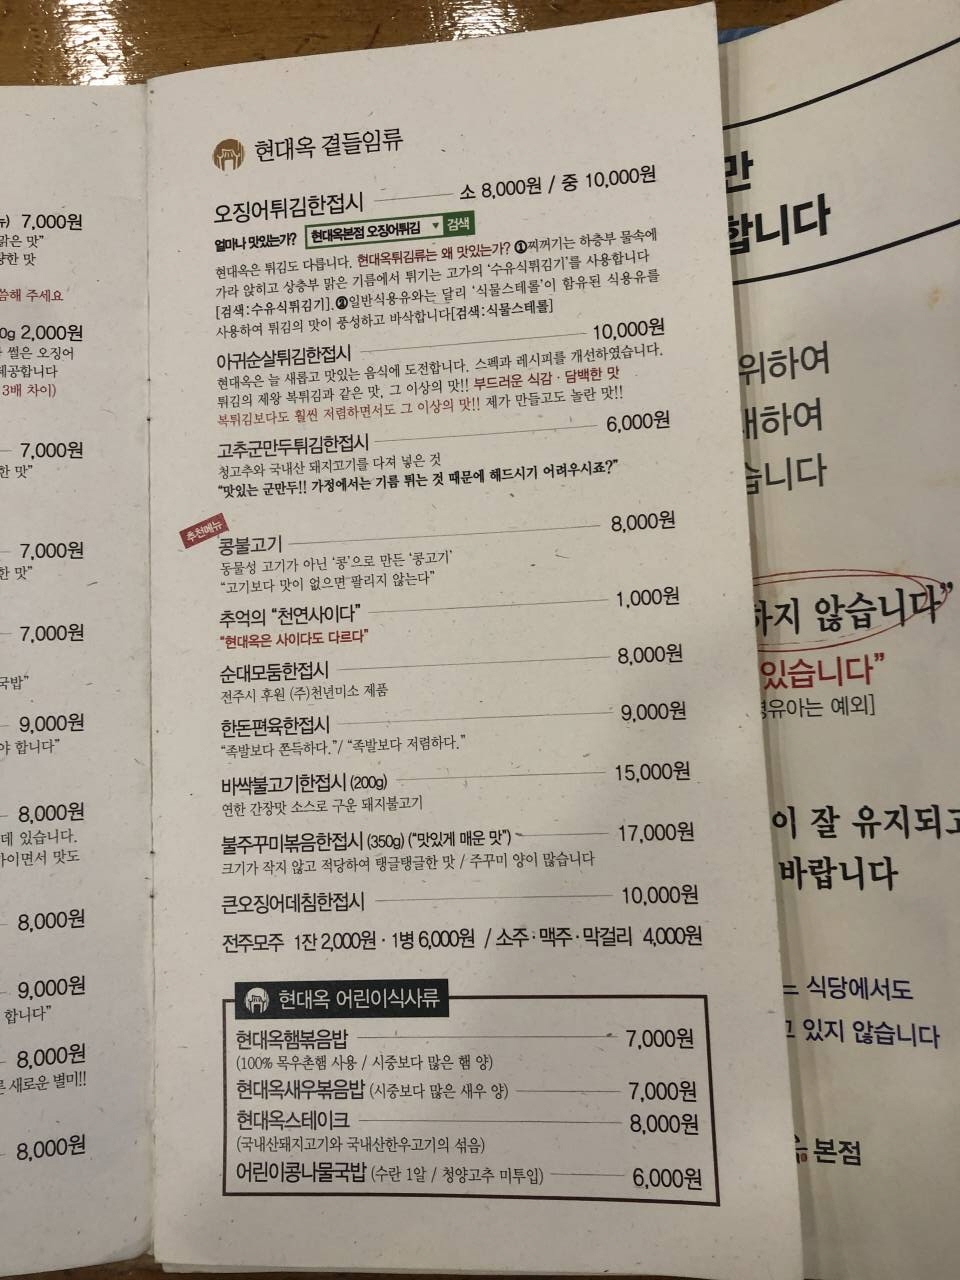 뉴) 7,000원
맑은 맛"
한 맛
씀해 주세요
0g 2,000원
썰은 오징어
제공합니다
3배 차이)
7,000원
한 맛"
7,000원
한 맛"
7,000원
국밥"
9,000원
야 합니다"
8,000원
데 있습니다.
이면서 맛도
8,000원
9,000원
합니다"
8,000원
른 새로운 별미!!
8,000원
현대옥 곁들임류
오징어튀김한접시 소 8,000원 / 중 10,000원
얼마나 맛있는가? 현대옥본점 오징어튀김 ▼ 검색
현대옥은 튀김도 다릅니다. 현대옥튀김류는 왜 맛있는가? ❶찌꺼기는 하층부 물속에
가라 앉히고 상층부 맑은 기름에서 튀기는 고가의 '수유식튀김기'를 사용합니다
[검색:수유식튀김기]. ❷일반식용유와는 달리 '식물스테롤'이 함유된 식용유를
사용하여 튀김의 맛이 풍성하고 바삭합니다[검색:식물스테롤]
아귀순살튀김한접시 10,000원
현대옥은 늘 새롭고 맛있는 음식에 도전합니다. 스펙과 레시피를 개선하였습니다.
튀김의 제왕 복튀김과 같은 맛, 그 이상의 맛!! 부드러운 식감 · 담백한 맛
복튀김보다도 훨씬 저렴하면서도 그 이상의 맛!! 제가 만들고도 놀란 맛!!
고추군만두튀김한접시 6,000원
청고추와 국내산 돼지고기를 다져 넣은 것
"맛있는 군만두!! 가정에서는 기름 튀는 것 때문에 해드시기 어려우시죠?"
추천메뉴
콩불고기 8,000원
동물성 고기가 아닌 '콩'으로 만든 '콩고기'
"고기보다 맛이 없으면 팔리지 않는다"
추억의 "천연사이다" 1,000원
"현대옥은 사이다도 다르다"
순대모둠한접시 8,000원
전주시 후원 (주)천년미소 제품
한돈편육한접시 9,000원
"족발보다 쫀득하다."/ "족발보다 저렴하다."
바싹불고기한접시 (200g) 15,000원
연한 간장맛 소스로 구운 돼지불고기
불주꾸미볶음한접시 (350g) ("맛있게 매운 맛") 17,000원
크기가 작지 않고 적당하여 탱글탱글한 맛 / 주꾸미 양이 많습니다
큰오징어데침한접시 10,000원
전주모주 1잔 2,000원 · 1병 6,000원 / 소주 · 맥주 · 막걸리 4,000원
현대옥 어린이식사류
현대옥햄볶음밥 7,000원
(100% 목우촌햄 사용 / 시중보다 많은 햄 양)
현대옥새우볶음밥 (시중보다 많은 새우 양) 7,000원
현대옥스테이크 8,000원
(국내산돼지고기와 국내산한우고기의 섞음)
어린이콩나물국밥 (수란 1알 / 청양고추 미투입) 6,000원
만
합니다
위하여
대하여
습니다
하지 않습니다"
있습니다"
영유아는 예외]
이 잘 유지되고
바랍니다
느 식당에서도
고 있지 않습니다
옥 본점